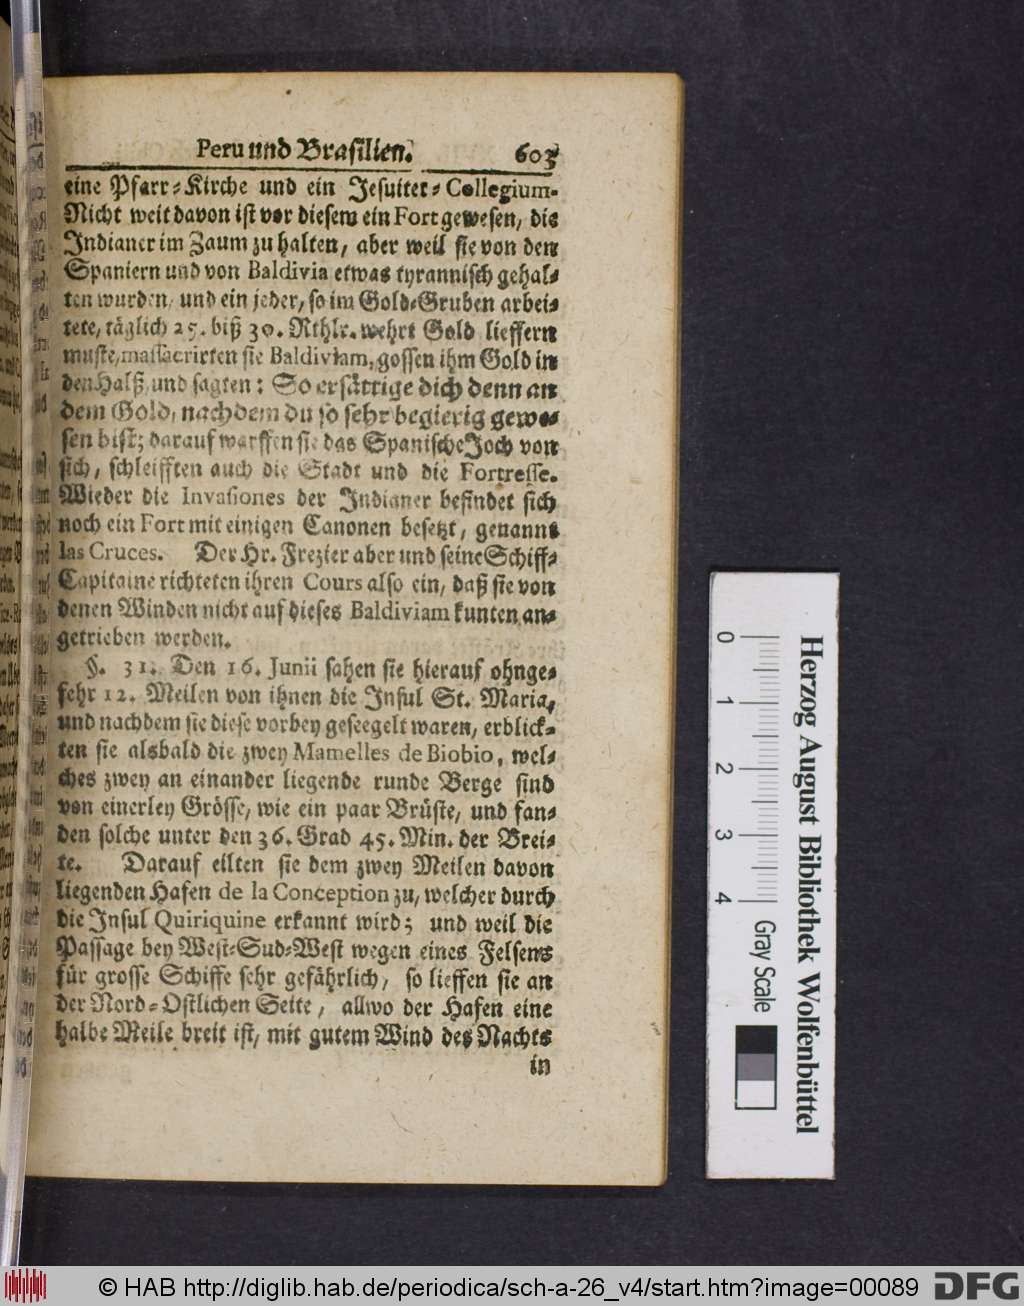 Peru und Brasilien. 603
eine Pfarr-Kirche und ein Jesuiter-Collegium.
Nicht weit davon ist vor diesem ein Fort gewesen, die
Indianer im Zaum zu halten, aber weil sie von den
Spaniern und von Baldivia etwas tyrannisch gehal-
ten wurden, und ein jeder, so im Gold-Gruben arbei-
tete, täglich 25. biß 30. Rthlr. wehrt Gold lieffern
muste, massacrirten sie Baldiviam, gossen ihm Gold in
den Halß und sagten: So ersättige dich denn an
dem Gold, nachdem du so sehr begierig gewe-
sen bist; darauf warffen sie das Spanische Joch von
sich, schleifften auch die Stadt und die Fortresse.
Wieder die Invasiones der Indianer befindet sich
noch ein Fort mit einigen Canonen besetzt, genannt
las Cruces. Der Hr. Frezier aber und seine Schiff-
Capitaine richteten ihren Cours also ein, daß sie von
denen Winden nicht auf dieses Baldiviam kunten an-
getrieben werden.
§. 31. Den 16. Junii sahen sie hierauf ohnge-
fehr 12. Meilen von ihnen die Insul St. Maria,
und nachdem sie diese vorbey geseegelt waren, erblick-
ten sie alsbald die zwey Mamelles de Biobio, wel-
ches zwey an einander liegende runde Berge sind
von einerley Grösse, wie ein paar Brüste, und fan-
den solche unter den 36. Grad 45. Min. der Brei-
te. Darauf eilten sie dem zwey Meilen davon
liegenden Hafen de la Conception zu, welcher durch
die Insul Quiriquine erkannt wird; und weil die
Passage bey West-Sud-West wegen eines Felsens
für grosse Schiffe sehr gefährlich, so lieffen sie an
der Nord-Ostlichen Seite, allwo der Hafen eine
halbe Meile breit ist, mit gutem Wind des Nachts
in
0 1 2 3 4
Gray Scale
Herzog August Bibliothek Wolfenbüttel
© HAB http://diglib.hab.de/periodica/sch-a-26_v4/start.htm?image=00089 DFG